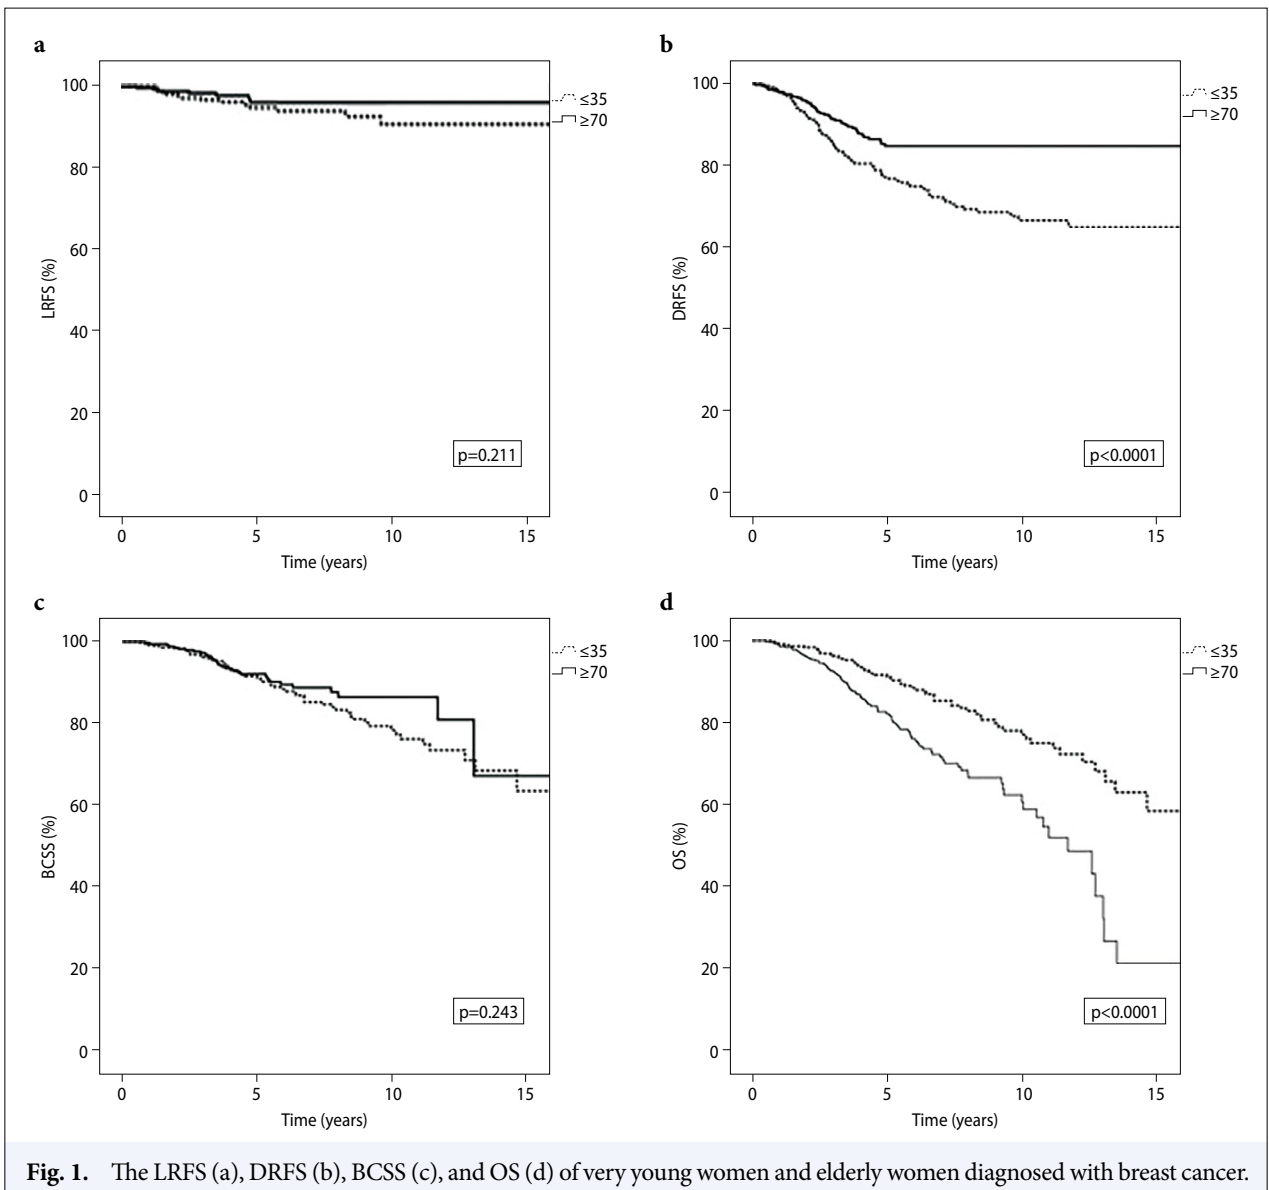 a
100
80
60
40
20
0
LRFS (%)
≤35
≥70
p=0.211
0 5 10 15
Time (years)
b
100
80
60
40
20
0
DRFS (%)
≤35
≥70
p<0.0001
0 5 10 15
Time (years)
c
100
80
60
40
20
0
BCSS (%)
≤35
≥70
p=0.243
0 5 10 15
Time (years)
d
100
80
60
40
20
0
OS (%)
≤35
≥70
p<0.0001
0 5 10 15
Time (years)
Fig. 1. The LRFS (a), DRFS (b), BCSS (c), and OS (d) of very young women and elderly women diagnosed with breast cancer.